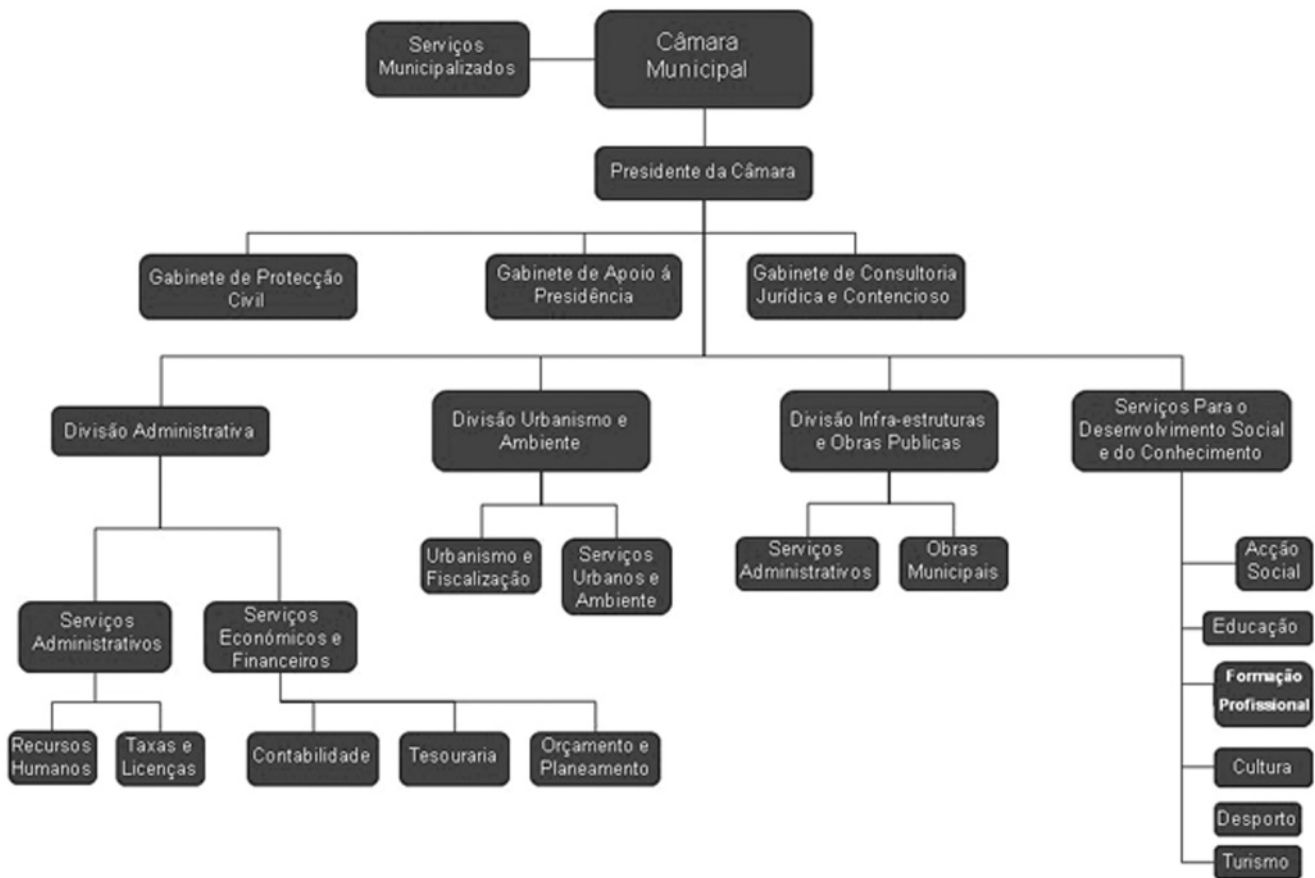 Serviços
Municipalizados
Câmara
Municipal
Presidente da Câmara
Gabinete de Protecção
Civil
Gabinete de Apoio á
Presidência
Gabinete de Consultoria
Jurídica e Contencioso
Divisão Administrativa
Divisão Urbanismo e
Ambiente
Divisão Infra-estruturas
e Obras Publicas
Serviços Para o
Desenvolvimento Social
e do Conhecimento
Urbanismo e
Fiscalização
Serviços
Urbanos e
Ambiente
Serviços
Administrativos
Obras
Municipais
Acção
Social
Educação
Formação
Profissional
Cultura
Desporto
Turismo
Serviços
Administrativos
Serviços
Económicos e
Financeiros
Recursos
Humanos
Taxas e
Licenças
Contabilidade
Tesouraria
Orçamento e
Planeamento